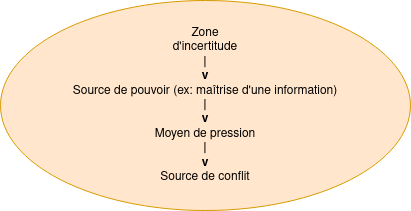 Zone
d'incertitude
|
v
Source de pouvoir (ex: maîtrise d'une information)
|
v
Moyen de pression
|
v
Source de conflit